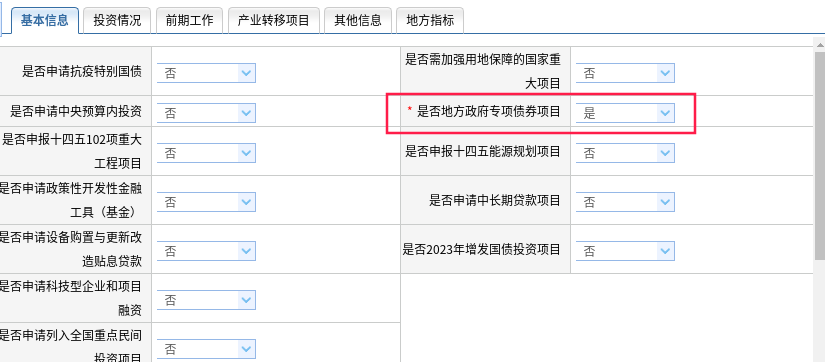 基本信息 投资情况 前期工作 产业转移项目 其他信息 地方指标
是否申请抗疫特别国债 否
是否需加强用地保障的国家重
大项目 否
是否申请中央预算内投资 否
* 是否地方政府专项债券项目 是
是否申报十四五102项重大
工程项目 否
是否申报十四五能源规划项目 否
是否申请政策性开发性金融
工具（基金） 否
是否申请中长期贷款项目 否
是否申请设备购置与更新改
造贴息贷款 否
是否2023年增发国债投资项目 否
是否申请科技型企业和项目
融资 否
是否申请列入全国重点民间
投资项目 否